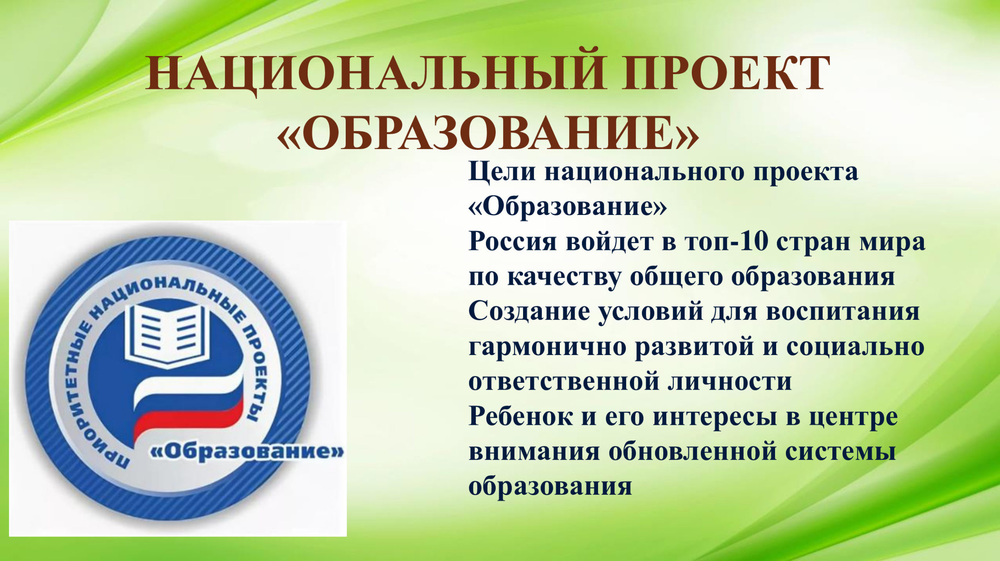 НАЦИОНАЛЬНЫЙ ПРОЕКТ
«ОБРАЗОВАНИЕ»
Цели национального проекта
«Образование»
Россия войдет в топ-10 стран мира
по качеству общего образования
Создание условий для воспитания
гармонично развитой и социально
ответственной личности
Ребенок и его интересы в центре
внимания обновленной системы
образования
ПРИОРИТЕТНЫЕ НАЦИОНАЛЬНЫЕ ПРОЕКТЫ
«Образование»